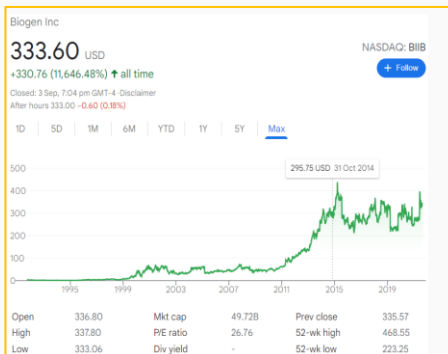 Biogen Inc
333.60 USD
NASDAQ: BIIB
+330.76 (11,646.48%) ↑ all time
+ Follow
Closed: 3 Sep, 7:04 pm GMT-4 ·Disclaimer
After hours 333.00 -0.60 (0.18%)
1D 5D 1M 6M YTD 1Y 5Y Max
295.75 USD 31 Oct 2014
500
400
300
200
100
0
1995 1999 2003 2007 2011 2015 2019
Open 336.80 Mkt cap 49.72B Prev close 335.57
High 337.80 P/E ratio 26.76 52-wk high 468.55
Low 333.06 Div yield - 52-wk low 223.25